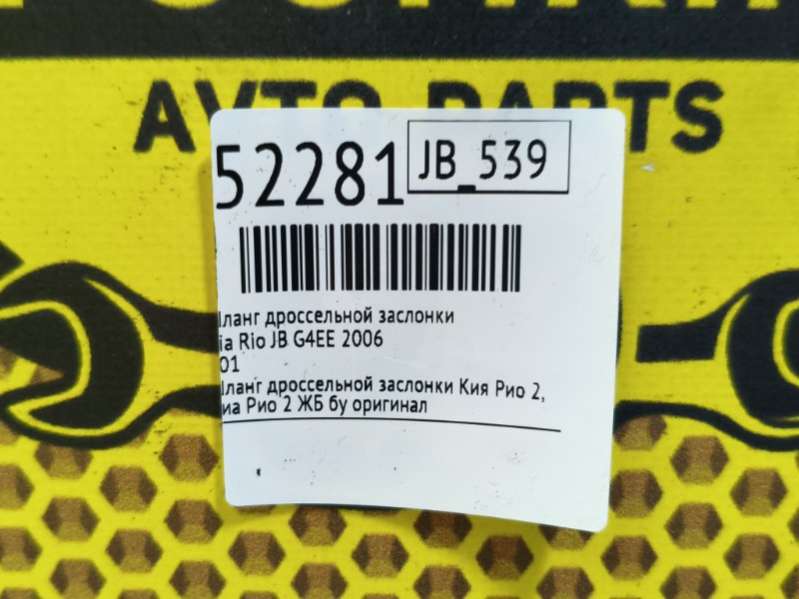 AVTO PARTS
52281
JB_539
ланг дроссельной заслонки
ia Rio JB G4EE 2006
01
ланг дроссельной заслонки Кия Рио 2,
иа Рио 2 ЖБ бу оригинал